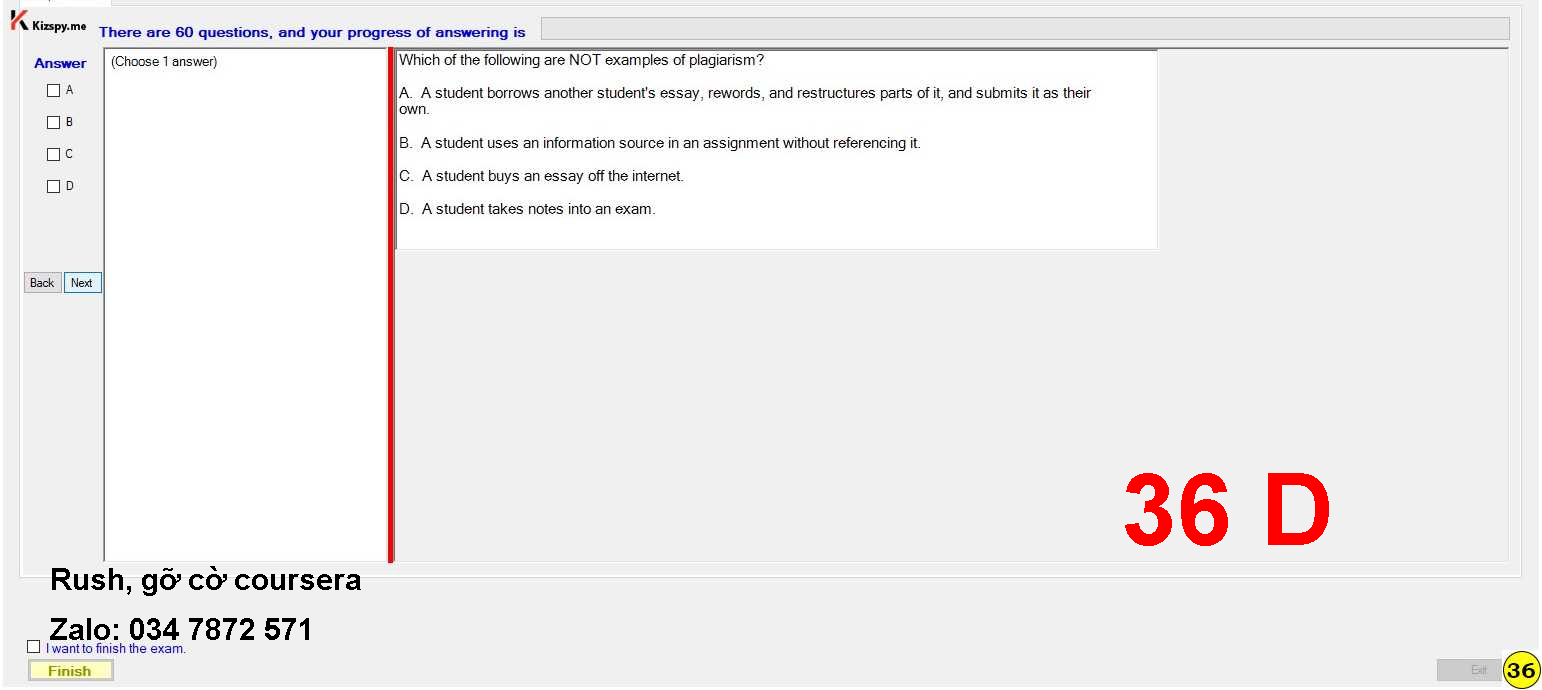 Kizspy.me
There are 60 questions, and your progress of answering is
Answer
(Choose 1 answer)
A
B
C
D
Back
Next
Which of the following are NOT examples of plagiarism?
A. A student borrows another student's essay, rewords, and restructures parts of it, and submits it as their
own.
B. A student uses an information source in an assignment without referencing it.
C. A student buys an essay off the internet.
D. A student takes notes into an exam.
36 D
Rush, gỡ cờ coursera
Zalo: 034 7872 571
I want to finish the exam.
Finish
Exit
36